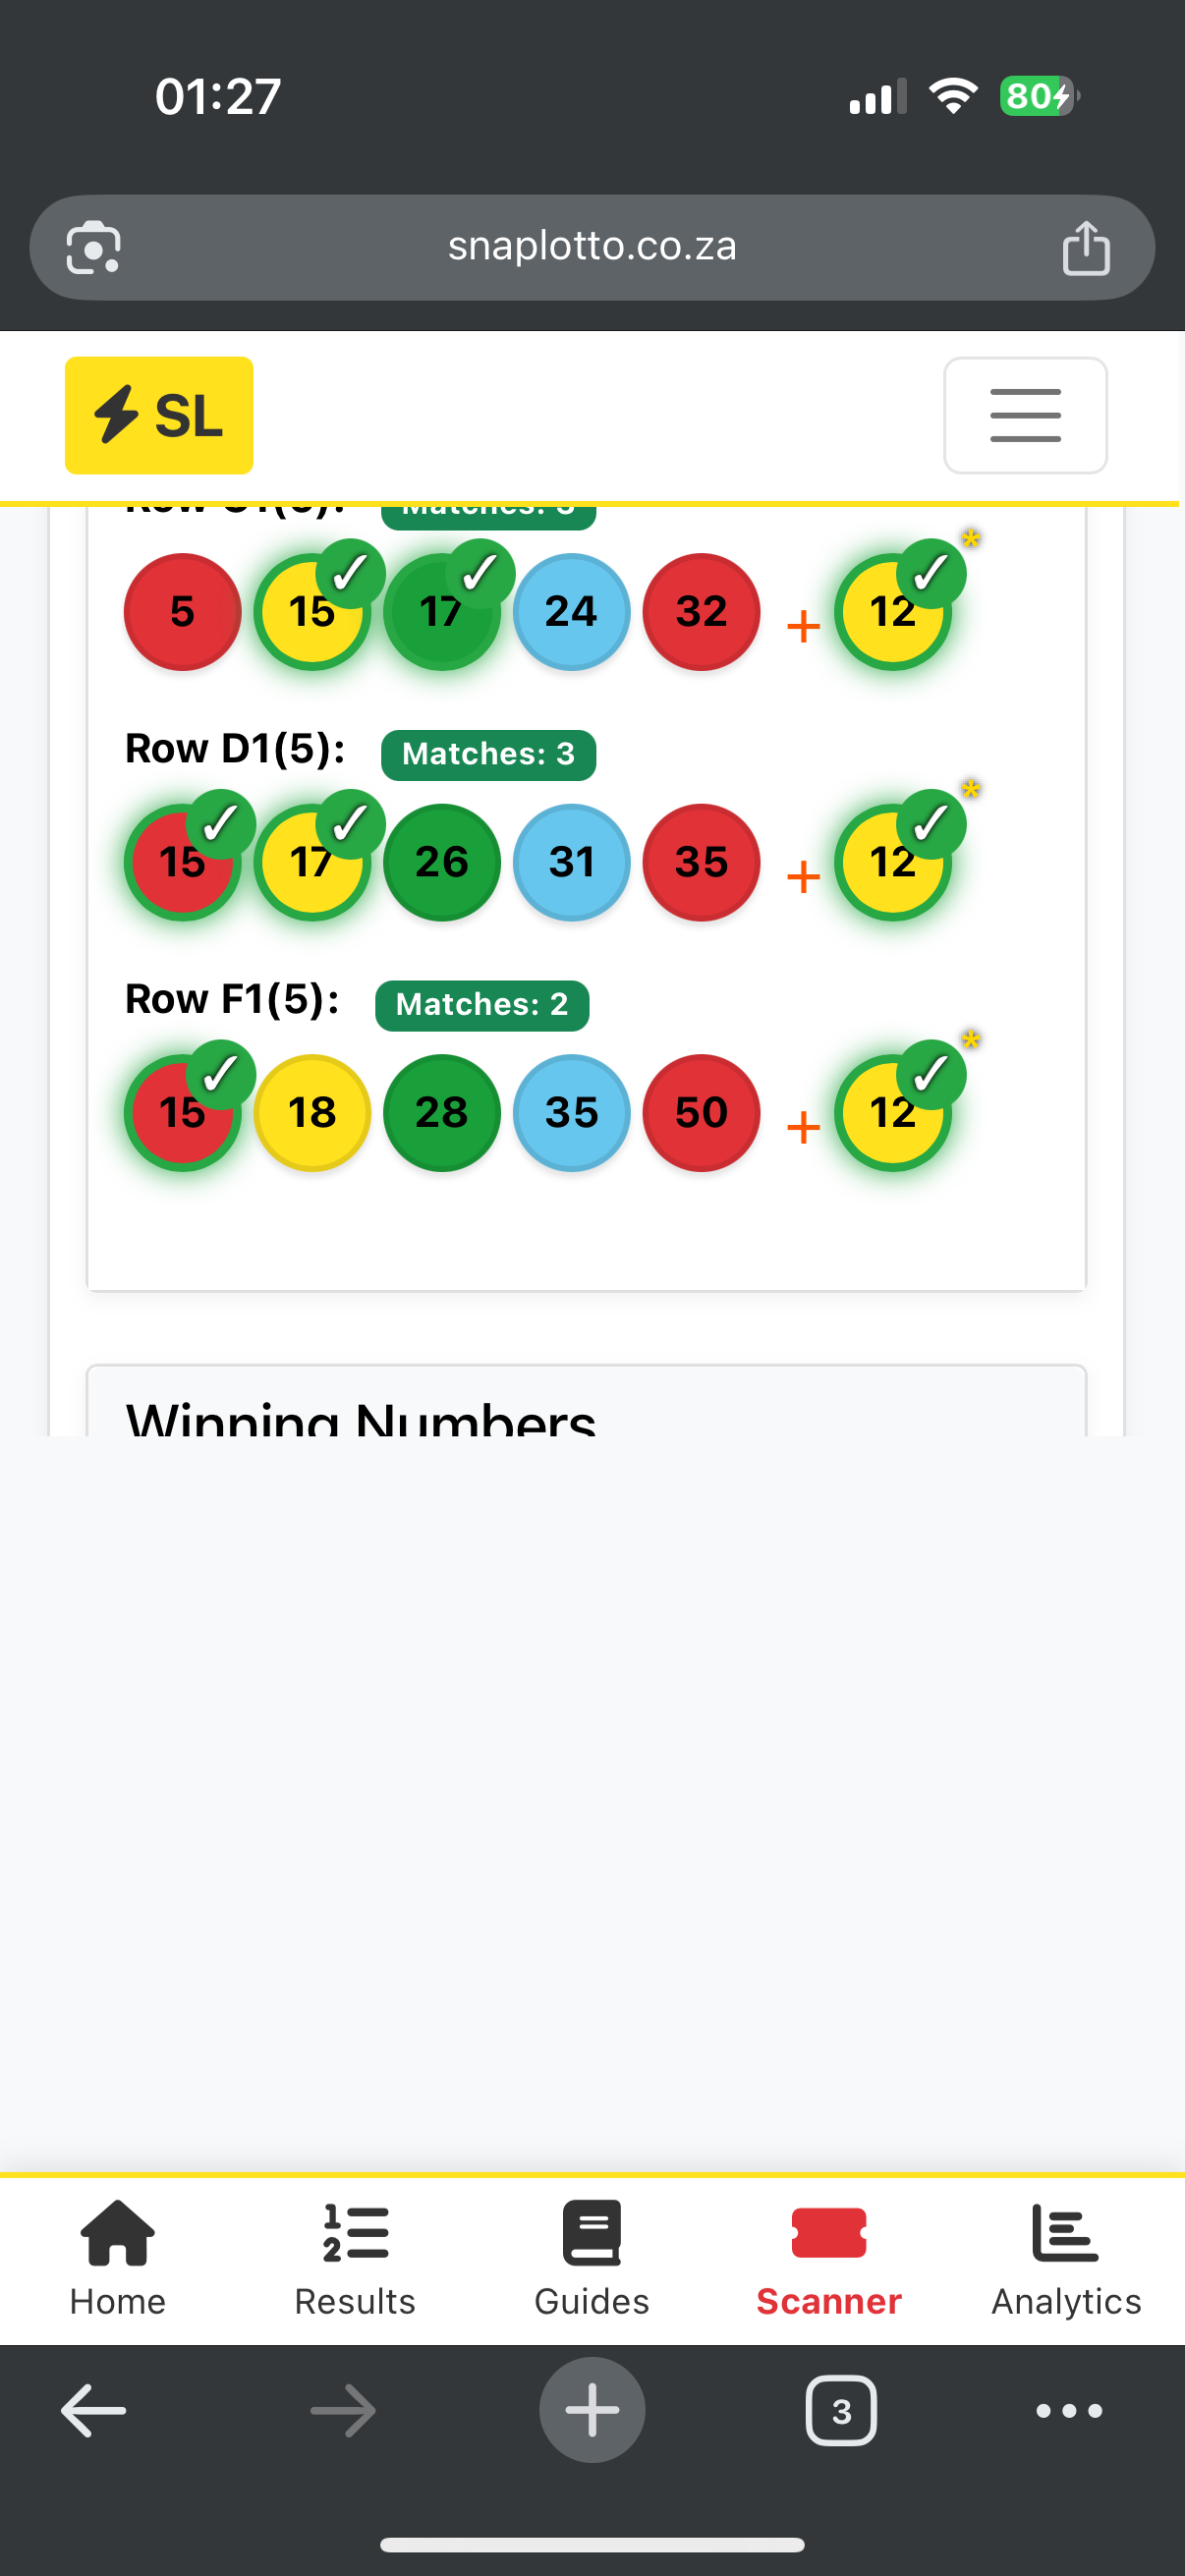 01:27
80
snaplotto.co.za
SL
Matches: 3
5 15 17 24 32 + 12 *
Row D1(5): Matches: 3
15 17 26 31 35 + 12 *
Row F1(5): Matches: 2
15 18 28 35 50 + 12 *
Winning Numbers
Home Results Guides Scanner Analytics
3